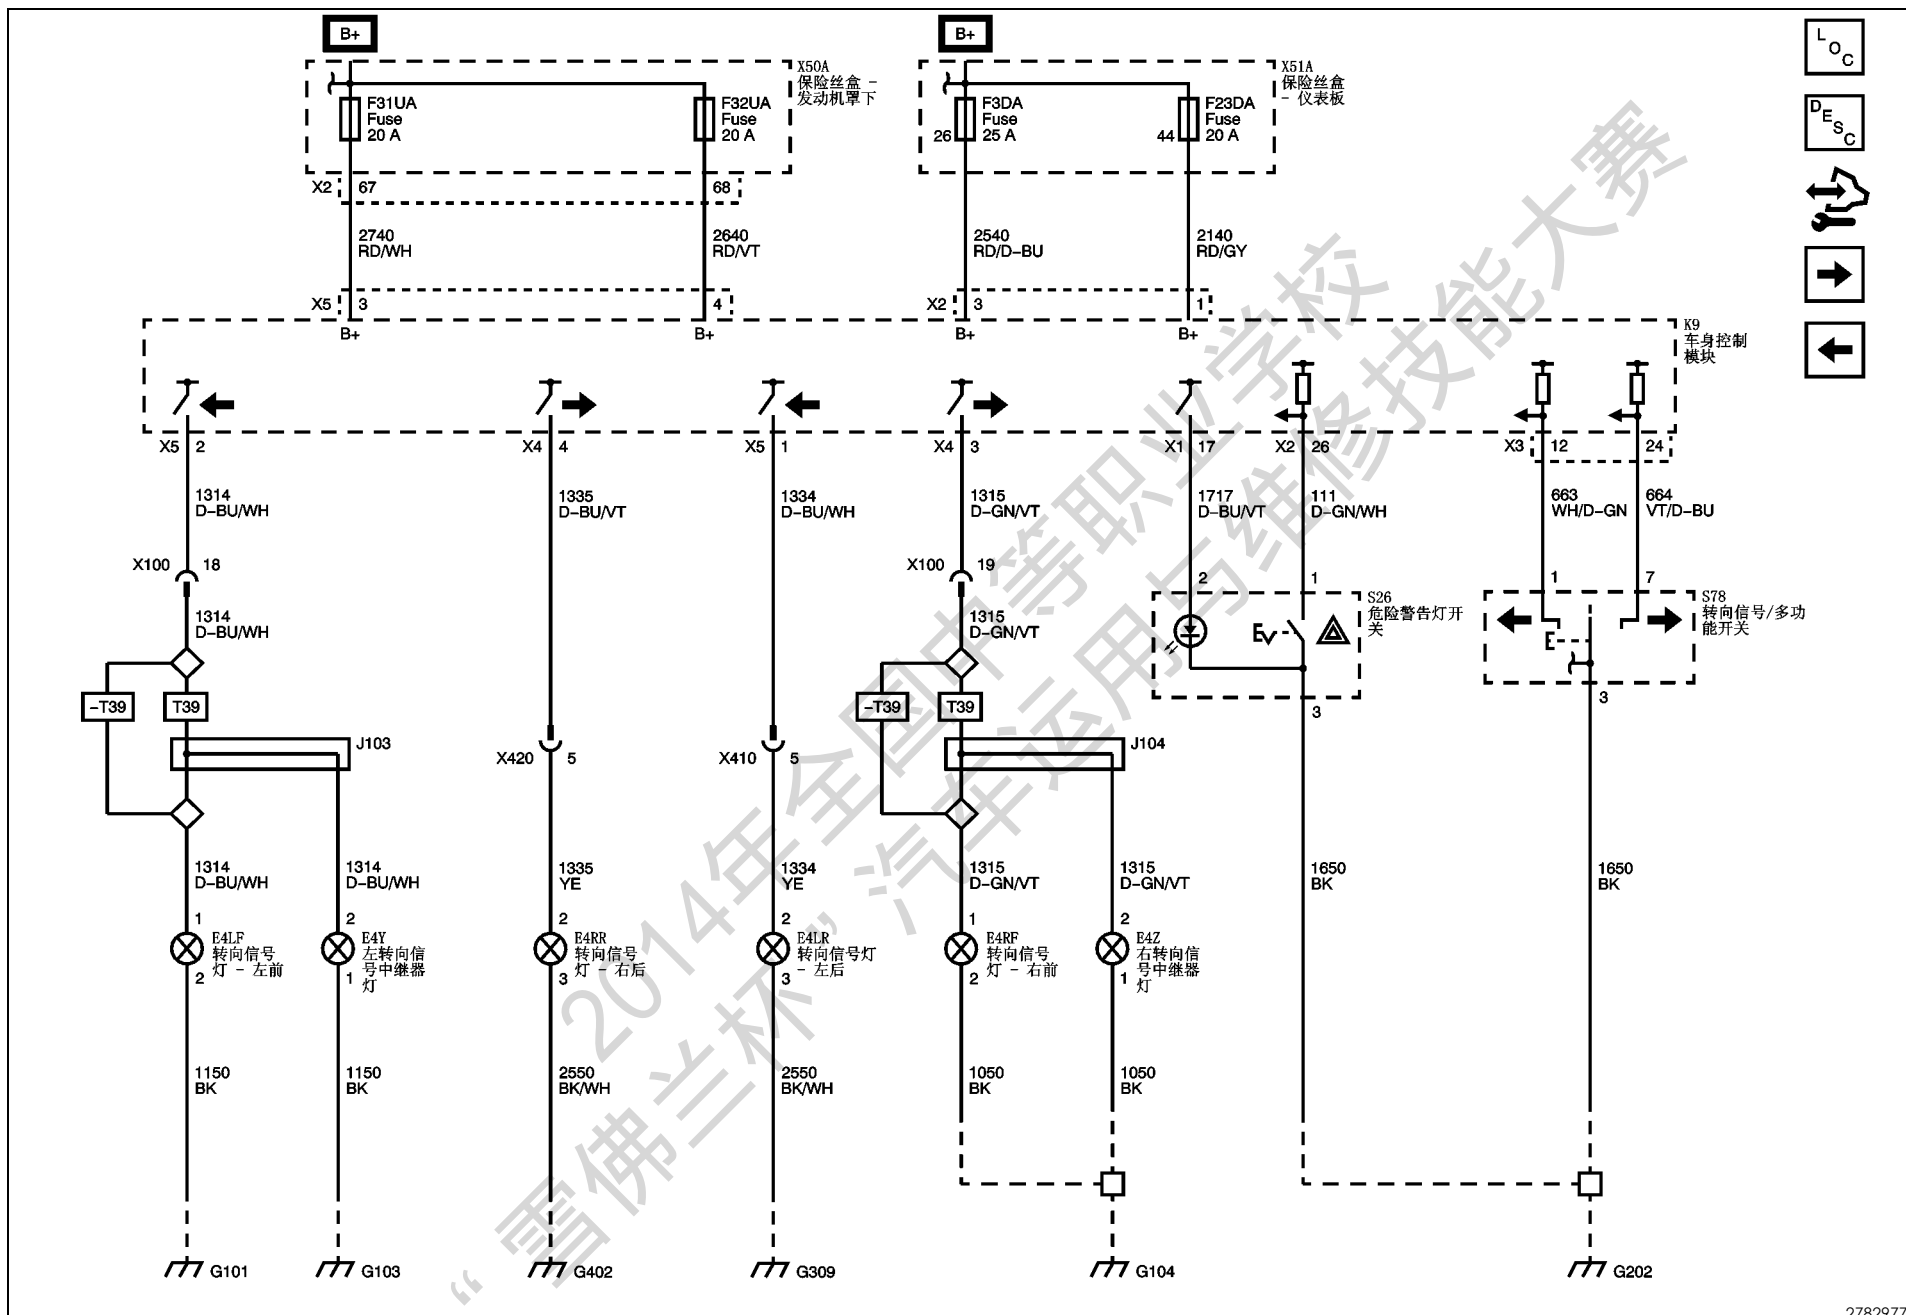 B+
B+
X50A
保险丝盒 -
发动机罩下
X51A
保险丝盒
- 仪表板
F31UA
Fuse
20 A
F32UA
Fuse
20 A
26
F3DA
Fuse
25 A
44
F23DA
Fuse
20 A
X2 67 68
2740
RD/WH
2640
RD/VT
2540
RD/D-BU
2140
RD/GY
X5 3 4
X2 3 1
B+ B+ B+ B+
K9
车身控制
模块
X5 2
X4 4
X5 1
X4 3
X1 17
X2 26
X3 12 24
1314
D-BU/WH
1335
D-BU/VT
1334
D-BU/WH
1315
D-GN/VT
1717
D-BU/VT
111
D-GN/WH
663
WH/D-GN
664
VT/D-BU
X100 18
X100 19
2 1
1 7
1314
D-BU/WH
1315
D-GN/VT
S26
危险警告灯开
关
S78
转向信号/多功
能开关
E
E
-T39 T39
-T39 T39
3
3
J103
J104
X420 5
X410 5
1314
D-BU/WH
1314
D-BU/WH
1335
YE
1334
YE
1315
D-GN/VT
1315
D-GN/VT
1650
BK
1650
BK
1
E4LF
转向信号
灯 - 左前
2
2
E4Y
左转向信
号中继器
灯
1
2
E4RR
转向信号
灯 - 右后
3
2
E4LR
转向信号灯
- 左后
3
1
E4RF
转向信号
灯 - 右前
2
2
E4Z
右转向信
号中继器
灯
1
1150
BK
1150
BK
2550
BK/WH
2550
BK/WH
1050
BK
1050
BK
G101
G103
G402
G309
G104
G202
LOC
DESC
2782977
2014年全国中等职业学校
“雪佛兰杯”汽车运用与维修技能大赛